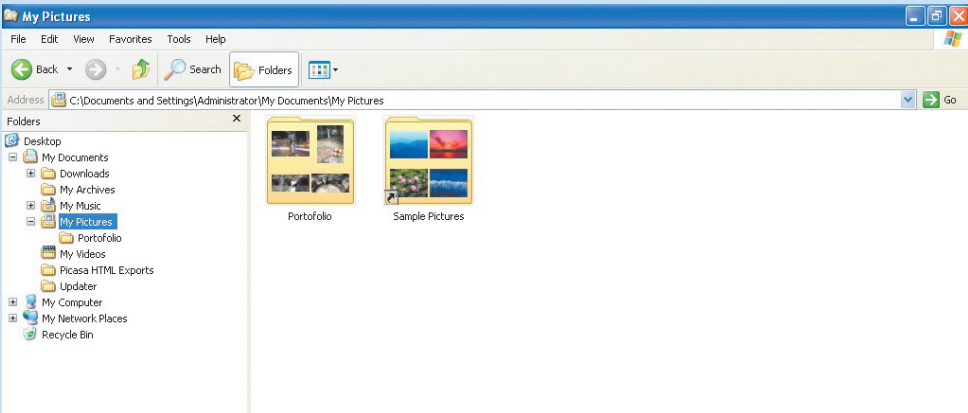 My Pictures
File Edit View Favorites Tools Help
Back Search Folders
Address C:\Documents and Settings\Administrator\My Documents\My Pictures Go
Folders
Desktop
My Documents
Downloads
My Archives
My Music
My Pictures
Portofolio
My Videos
Picasa HTML Exports
Updater
My Computer
My Network Places
Recycle Bin
Portofolio Sample Pictures